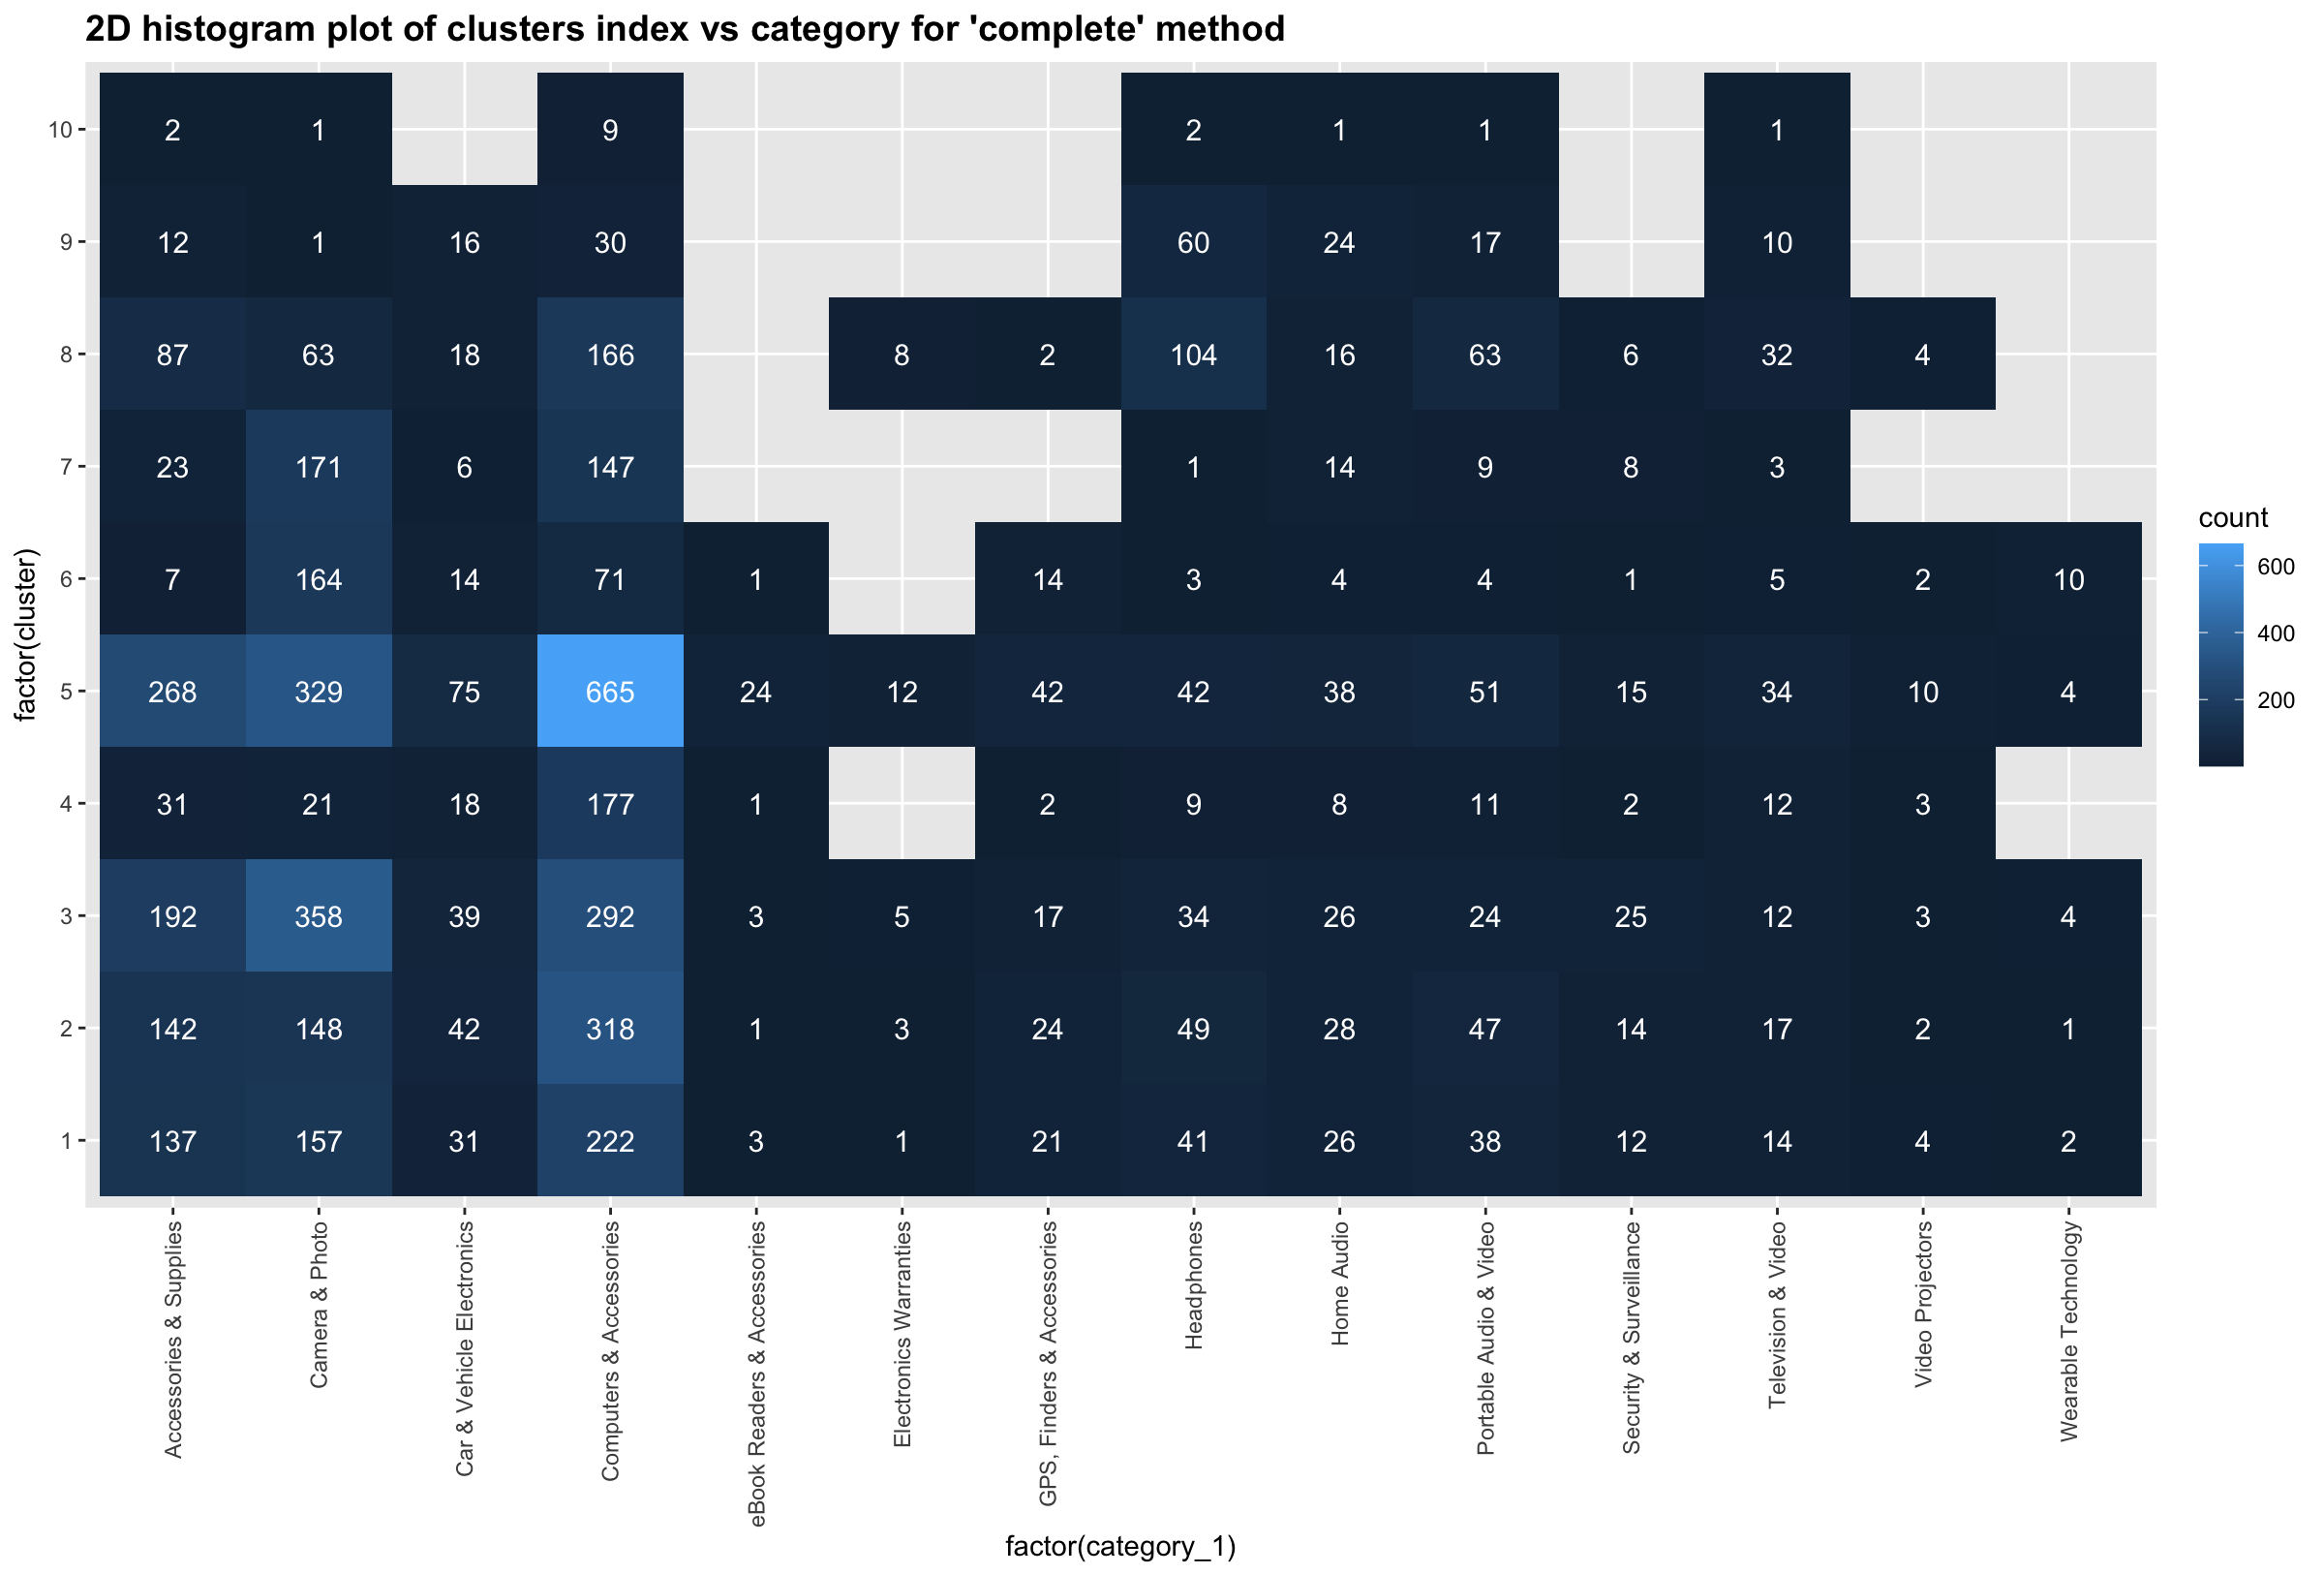 2D histogram plot of clusters index vs category for 'complete' method
10 2 1 9 2 1 1 1
9 12 1 16 30 60 24 17 10
8 87 63 18 166 8 2 104 16 63 6 32 4
7 23 171 6 147 1 14 9 8 3
6 7 164 14 71 1 14 3 4 4 1 5 2 10
5 268 329 75 665 24 12 42 42 38 51 15 34 10 4
4 31 21 18 177 1 2 9 8 11 2 12 3
3 192 358 39 292 3 5 17 34 26 24 25 12 3 4
2 142 148 42 318 1 3 24 49 28 47 14 17 2 1
1 137 157 31 222 3 1 21 41 26 38 12 14 4 2
factor(cluster)
Accessories & Supplies
Camera & Photo
Car & Vehicle Electronics
Computers & Accessories
eBook Readers & Accessories
Electronics Warranties
GPS, Finders & Accessories
Headphones
Home Audio
Portable Audio & Video
Security & Surveillance
Television & Video
Video Projectors
Wearable Technology
factor(category_1)
count
600
400
200